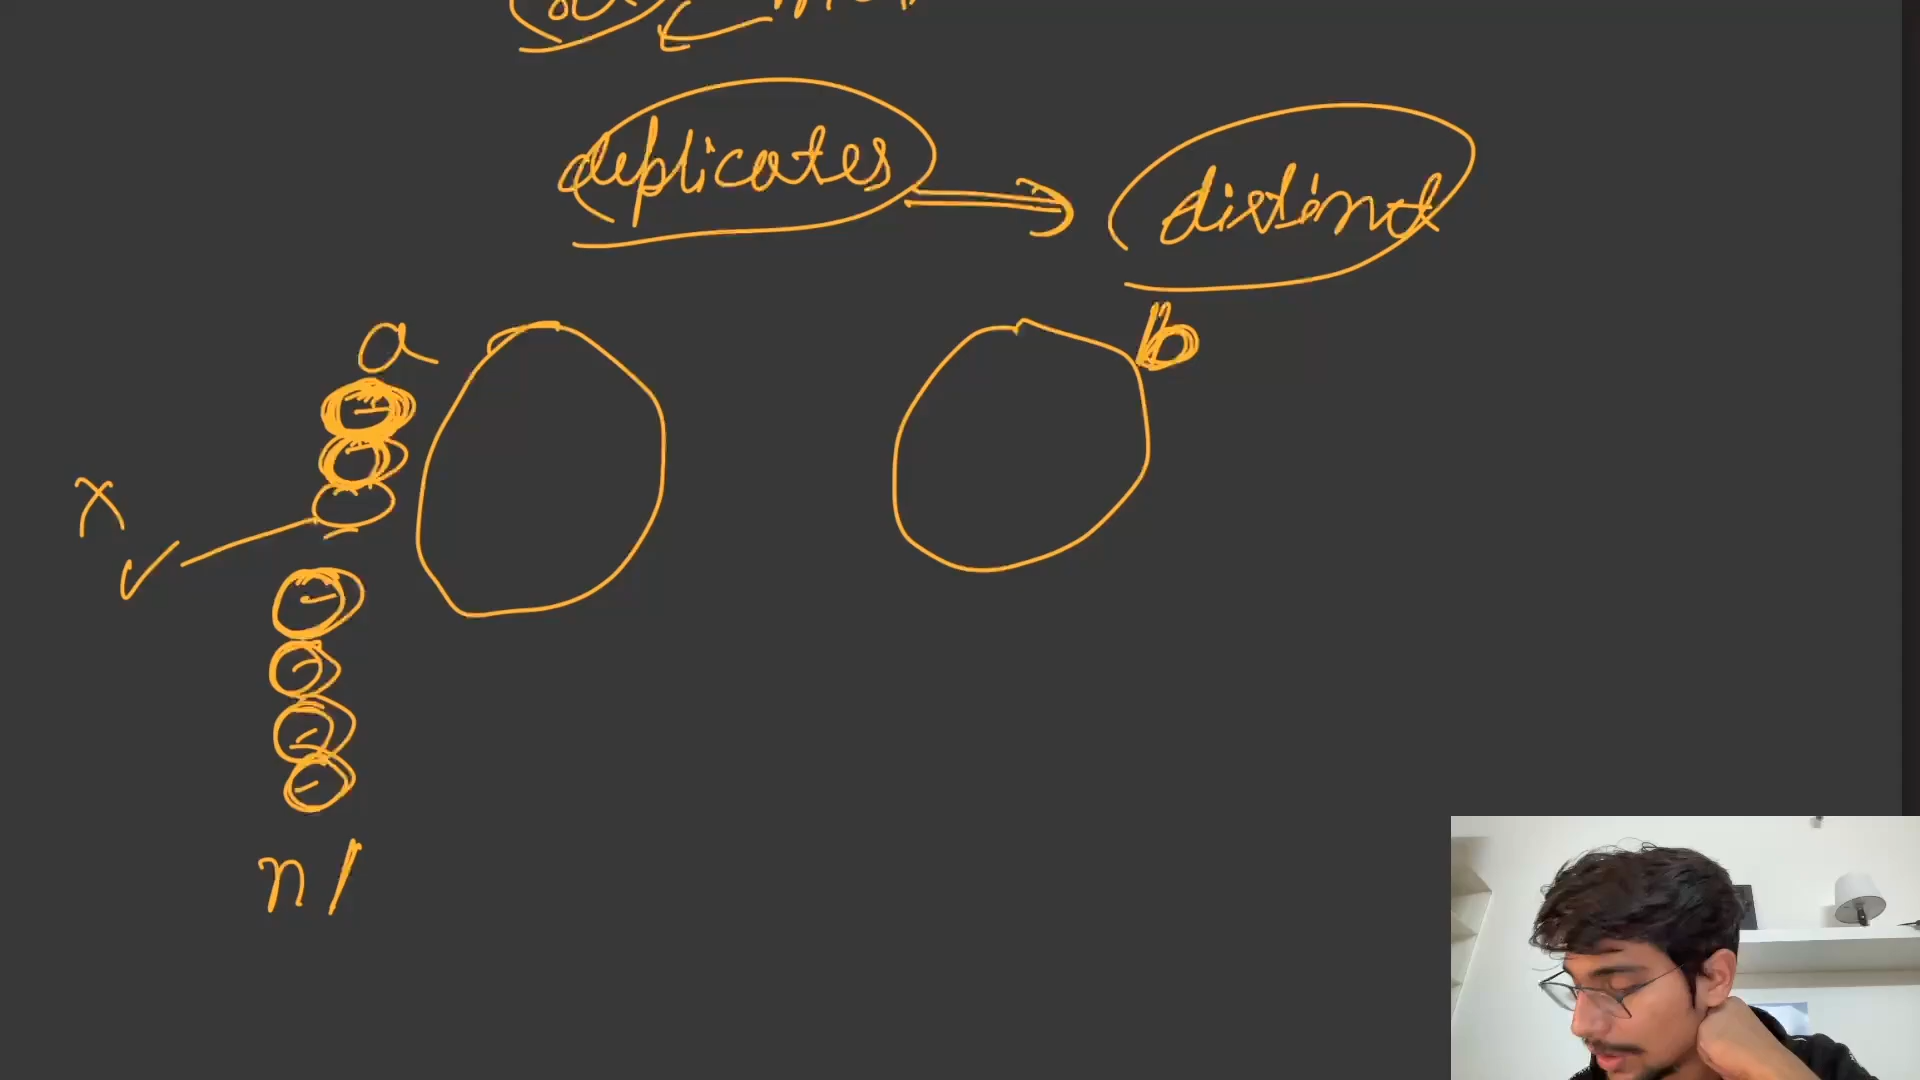 duplicates ⇒ distinct
a
b
x
n/